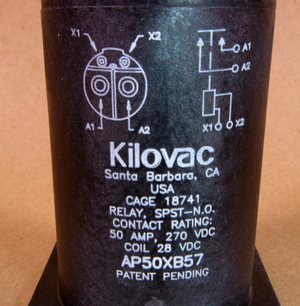 X1 X2
A1
A2
A1 A2
X1 X2
Kilovac
Santa Barbara, CA
USA
CAGE 18741
RELAY, SPST-N.O.
CONTACT RATING:
50 AMP, 270 VDC
COIL 28 VDC
AP50XB57
PATENT PENDING